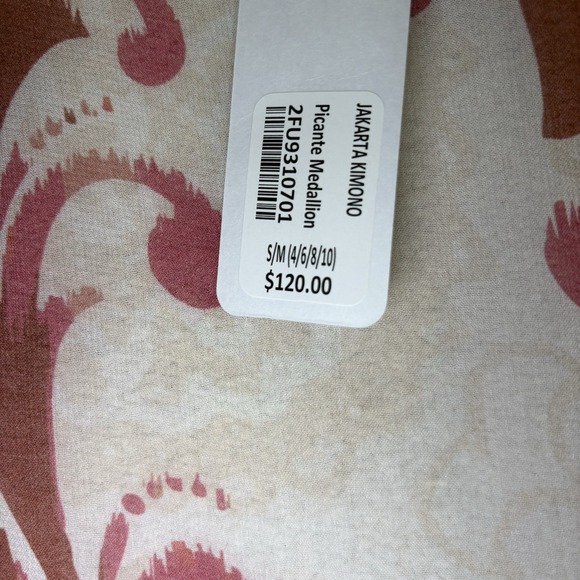 JAKARTA KIMONO
Picante Medallion
2FU9310701
S/M (4/6/8/10)
$120.00